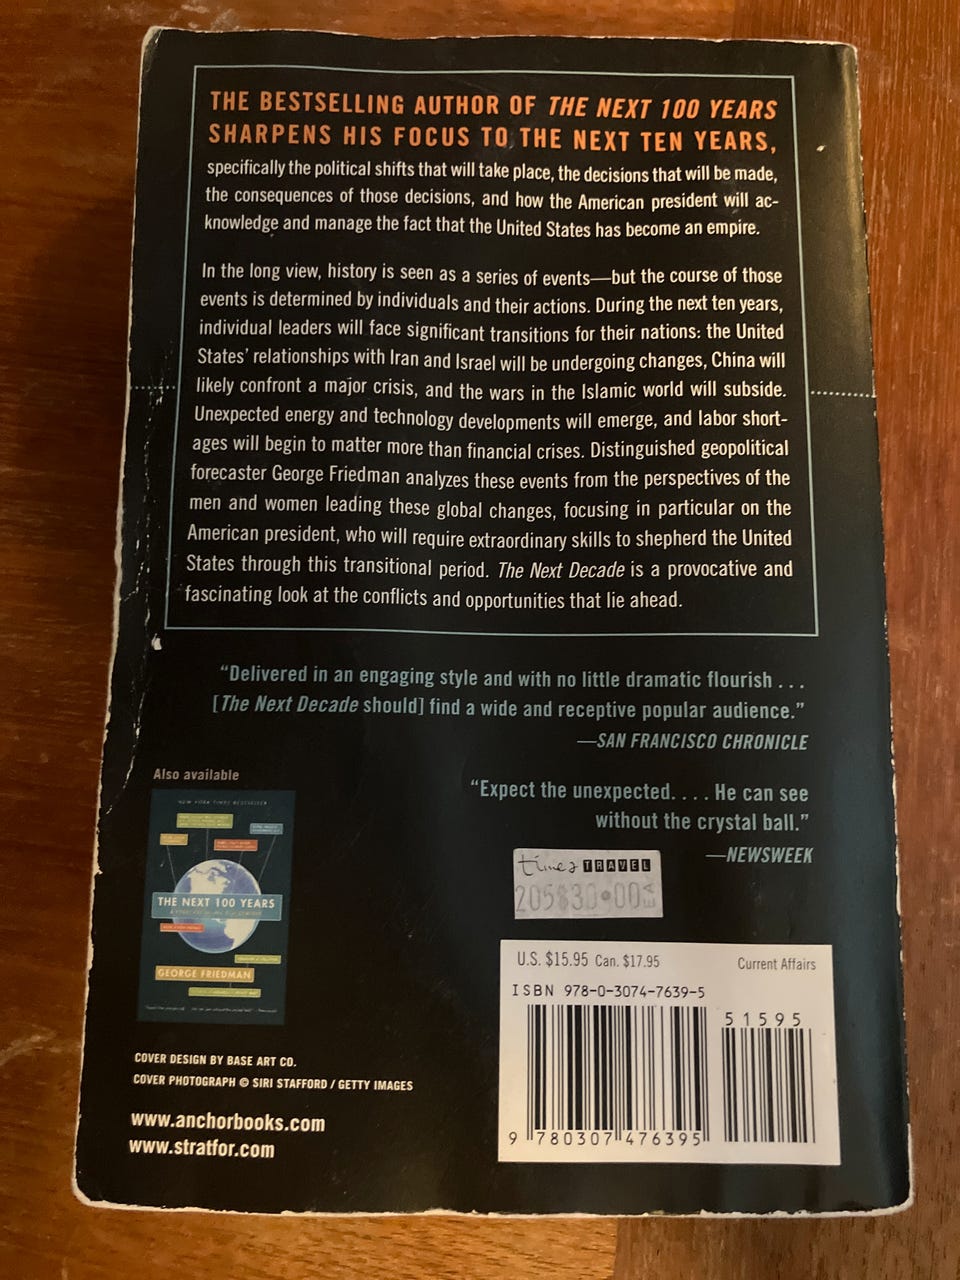 THE BESTSELLING AUTHOR OF THE NEXT 100 YEARS
SHARPENS HIS FOCUS TO THE NEXT TEN YEARS,
specifically the political shifts that will take place, the decisions that will be made,
the consequences of those decisions, and how the American president will ac-
knowledge and manage the fact that the United States has become an empire.
In the long view, history is seen as a series of events—but the course of those
events is determined by individuals and their actions. During the next ten years,
individual leaders will face significant transitions for their nations: the United
States' relationships with Iran and Israel will be undergoing changes, China will
likely confront a major crisis, and the wars in the Islamic world will subside.
Unexpected energy and technology developments will emerge, and labor short-
ages will begin to matter more than financial crises. Distinguished geopolitical
forecaster George Friedman analyzes these events from the perspectives of the
men and women leading these global changes, focusing in particular on the
American president, who will require extraordinary skills to shepherd the United
States through this transitional period. The Next Decade is a provocative and
fascinating look at the conflicts and opportunities that lie ahead.
"Delivered in an engaging style and with no little dramatic flourish . . .
[The Next Decade should] find a wide and receptive popular audience."
—SAN FRANCISCO CHRONICLE
"Expect the unexpected. . . . He can see
without the crystal ball."
—NEWSWEEK
Also available
NEW YORK TIMES BESTSELLER
THE NEXT 100 YEARS
GEORGE FRIEDMAN
times TRAVEL
U.S. $15.95 Can. $17.95
Current Affairs
ISBN 978-0-3074-7639-5
51595
9 780307 476395
COVER DESIGN BY BASE ART CO.
COVER PHOTOGRAPH © SIRI STAFFORD / GETTY IMAGES
www.anchorbooks.com
www.stratfor.com